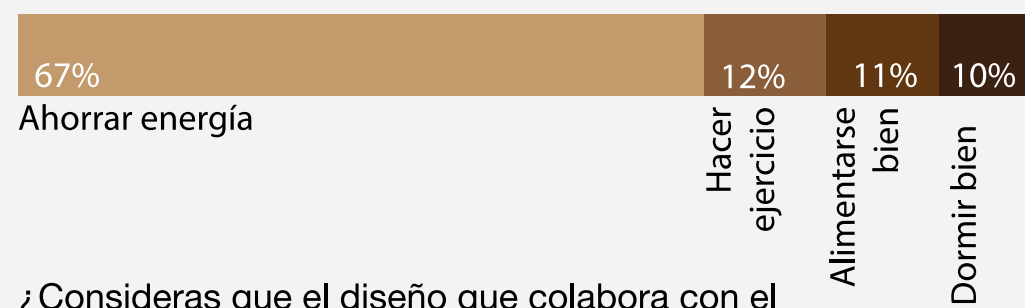 67%
12%
11%
10%
Ahorrar energía
Hacer
ejercicio
Alimentarse
bien
Dormir bien
¿Consideras que el diseño que colabora con el